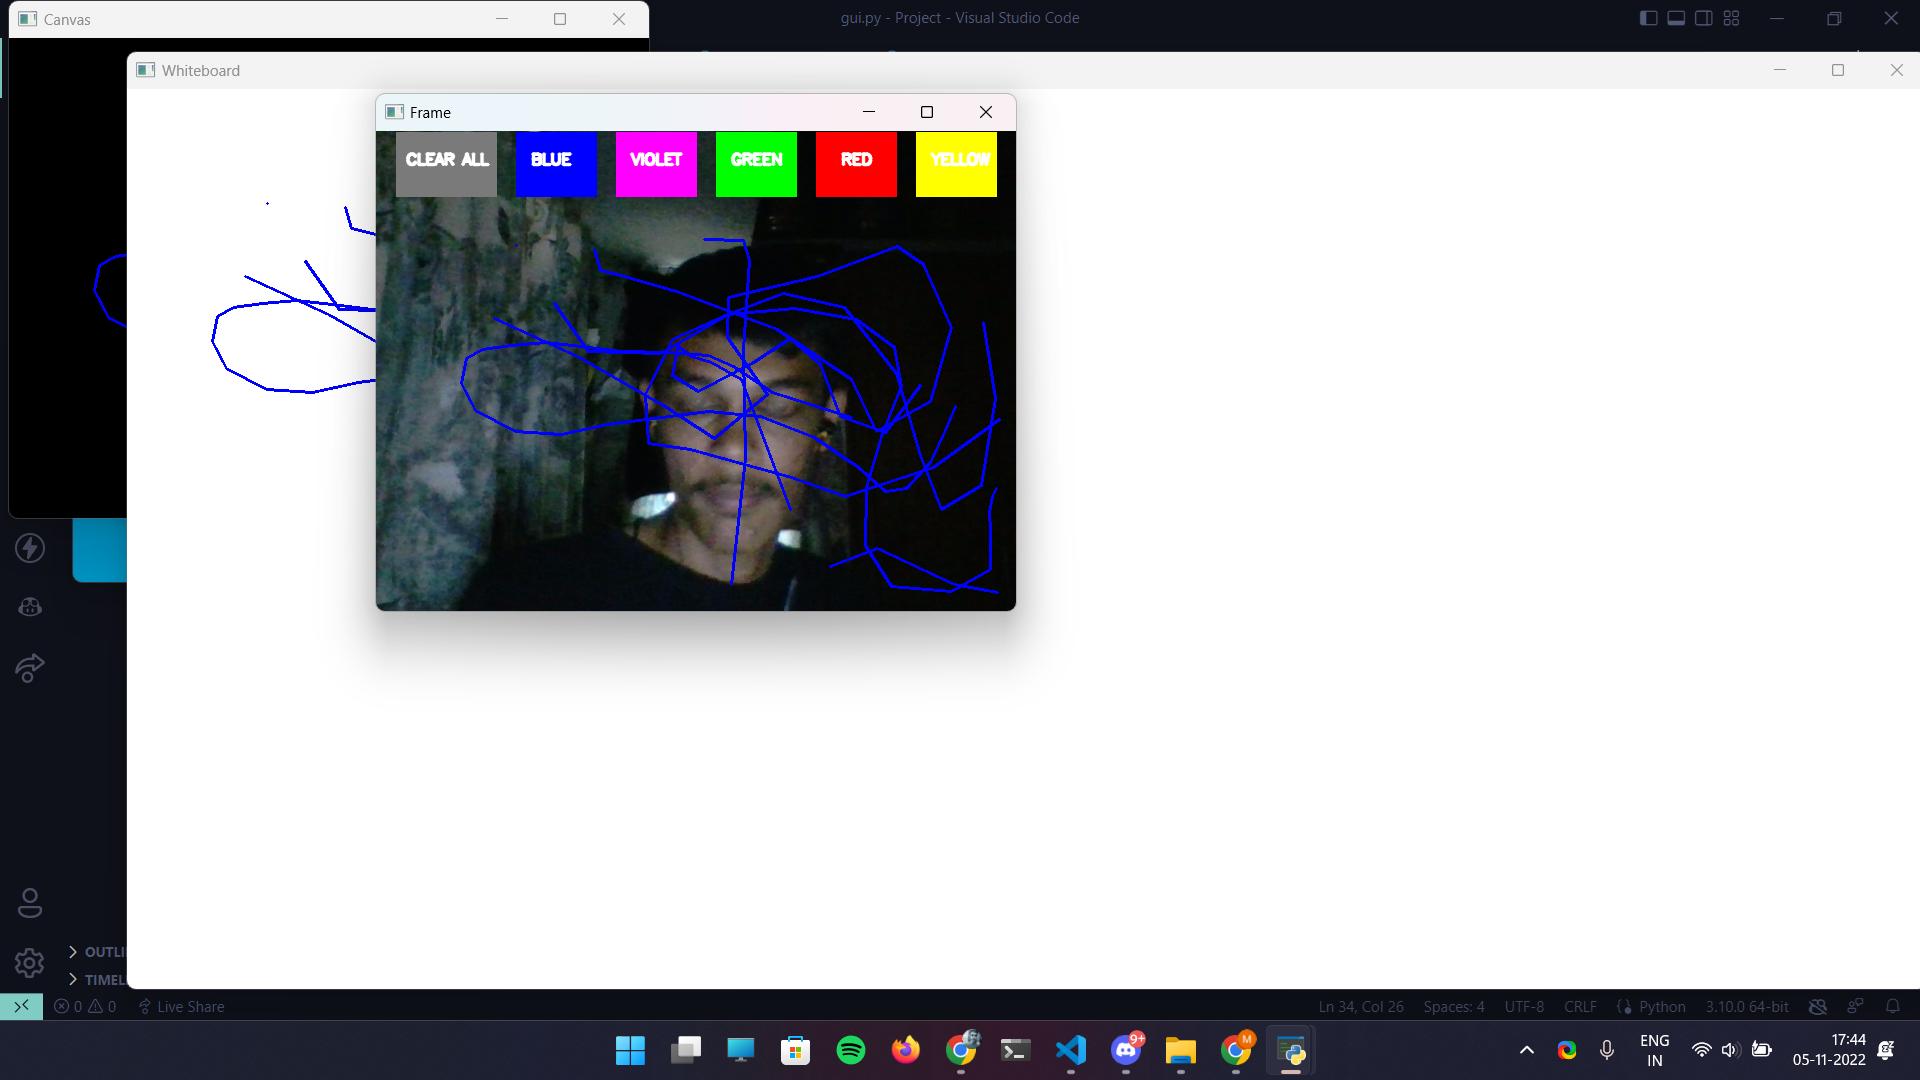 Canvas
gui.py - Project - Visual Studio Code
Whiteboard
Frame
CLEAR ALL
BLUE
VIOLET
GREEN
RED
YELLOW
OUTLI
TIMEL
0 0
Live Share
Ln 34, Col 26
Spaces: 4
UTF-8
CRLF
Python
3.10.0 64-bit
9+
M
ENG
IN
17:44
05-11-2022